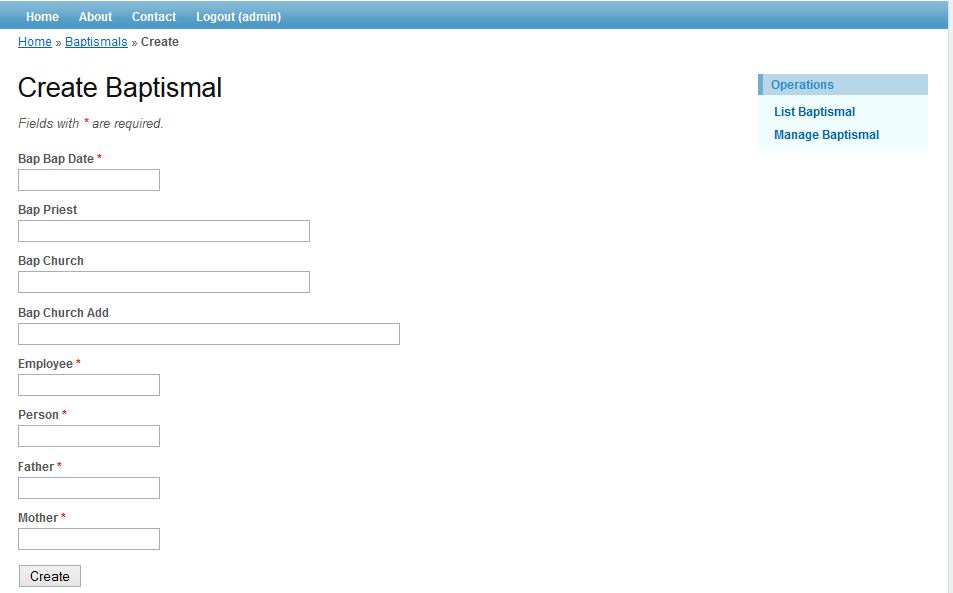 Home About Contact Logout (admin)
Home » Baptismals » Create
Create Baptismal
Fields with * are required.
Bap Bap Date *
Bap Priest
Bap Church
Bap Church Add
Employee *
Person *
Father *
Mother *
Create
Operations
List Baptismal
Manage Baptismal